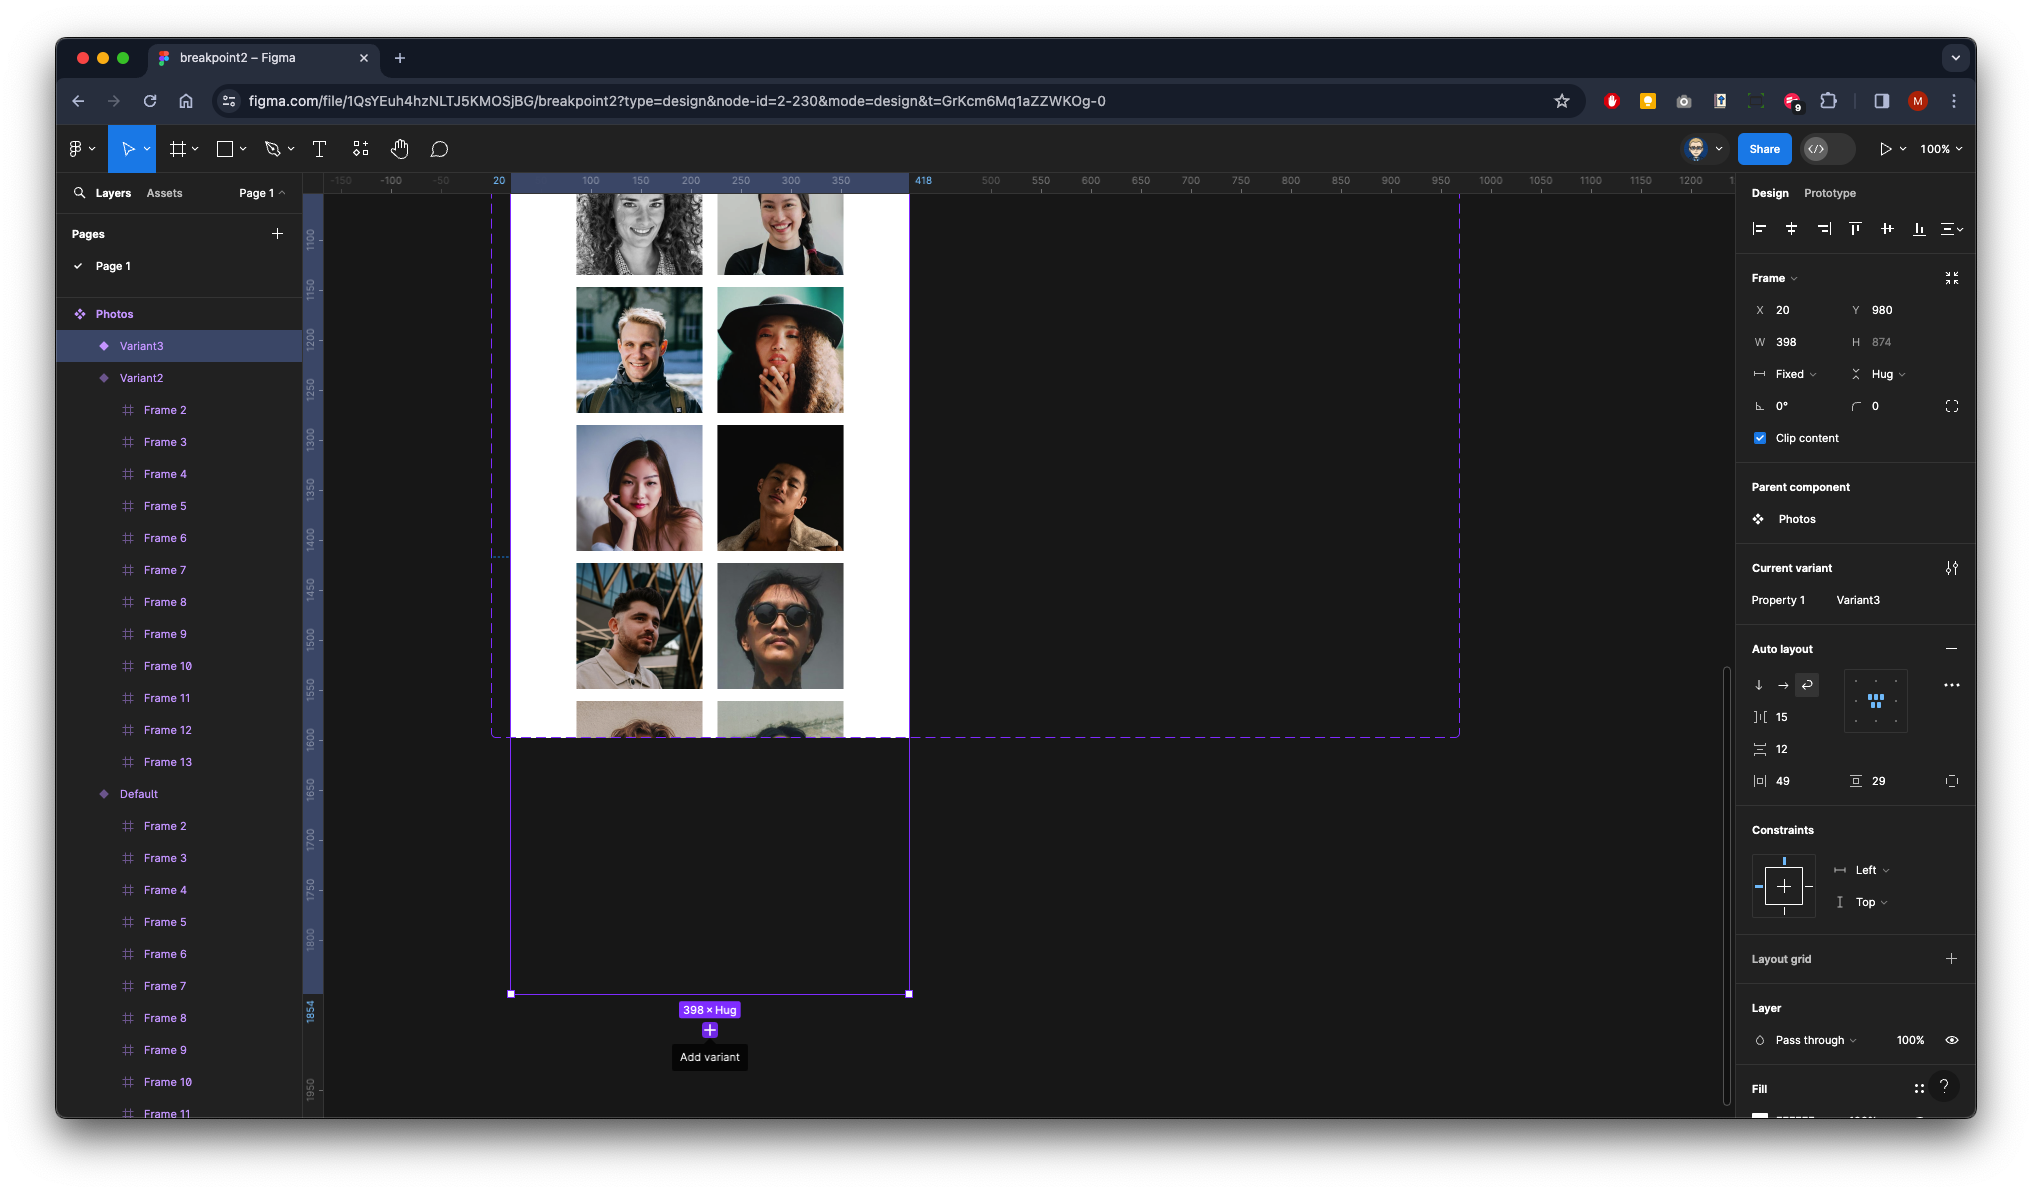 breakpoint2 – Figma
figma.com/file/1QsYEuh4hzNLTJ5KMOSjBG/breakpoint2?type=design&node-id=2-230&mode=design&t=GrKcm6Mq1aZZWKOg-0
9
M
Share
100%
Layers
Assets
Page 1
Pages
Page 1
Photos
Variant3
Variant2
Frame 2
Frame 3
Frame 4
Frame 5
Frame 6
Frame 7
Frame 8
Frame 9
Frame 10
Frame 11
Frame 12
Frame 13
Default
Frame 2
Frame 3
Frame 4
Frame 5
Frame 6
Frame 7
Frame 8
Frame 9
Frame 10
Frame 11
-150 -100 -50 20 100 150 200 250 300 350 418 500 550 600 650 700 750 800 850 900 950 1000 1050 1100 1150 1200
1100
1150
1200
1250
1300
1350
1400
1450
1500
1550
1600
1650
1700
1750
1800
1854
1950
398 × Hug
Add variant
Design
Prototype
Frame
X 20 Y 980
W 398 H 874
Fixed Hug
0° 0
Clip content
Parent component
Photos
Current variant
Property 1 Variant3
Auto layout
15
12
49 29
Constraints
Left
Top
Layout grid
Layer
Pass through 100%
Fill
?